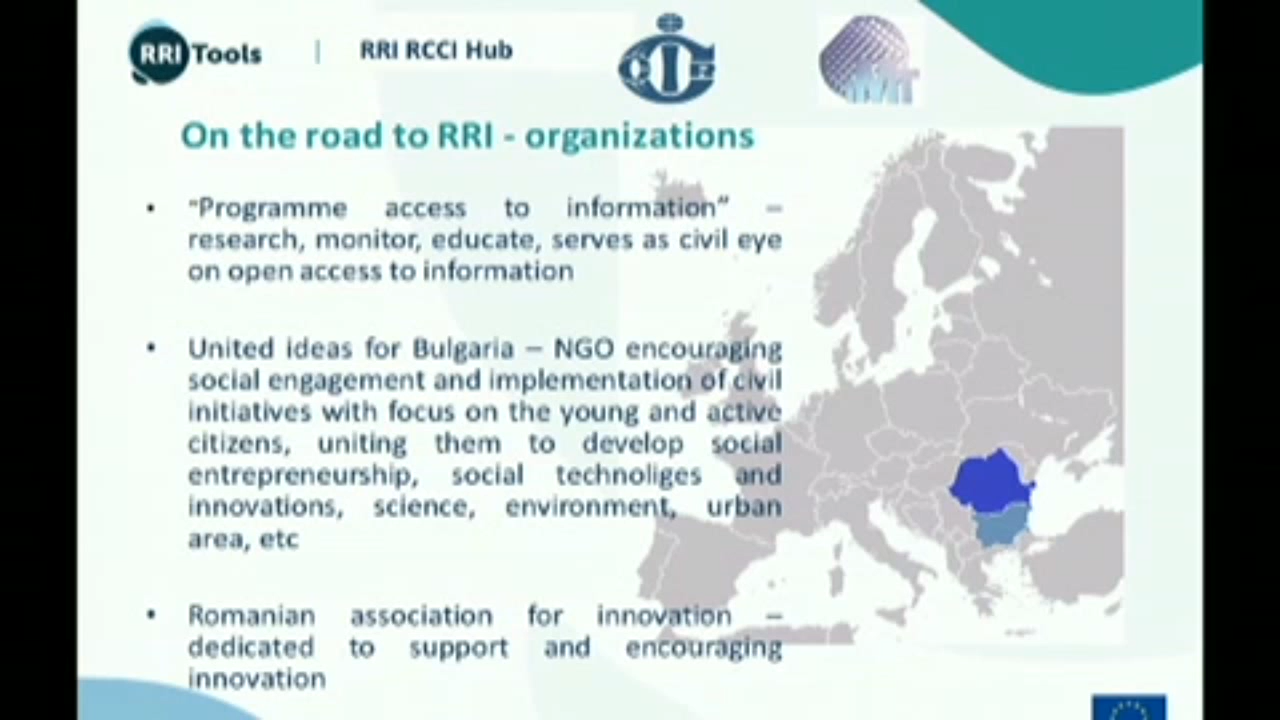 RRI Tools | RRI RCCI Hub
CCIR
On the road to RRI - organizations
• "Programme access to information" –
research, monitor, educate, serves as civil eye
on open access to information
• United ideas for Bulgaria – NGO encouraging
social engagement and implementation of civil
initiatives with focus on the young and active
citizens, uniting them to develop social
entrepreneurship, social technoliges and
innovations, science, environment, urban
area, etc
• Romanian association for innovation –
dedicated to support and encouraging
innovation